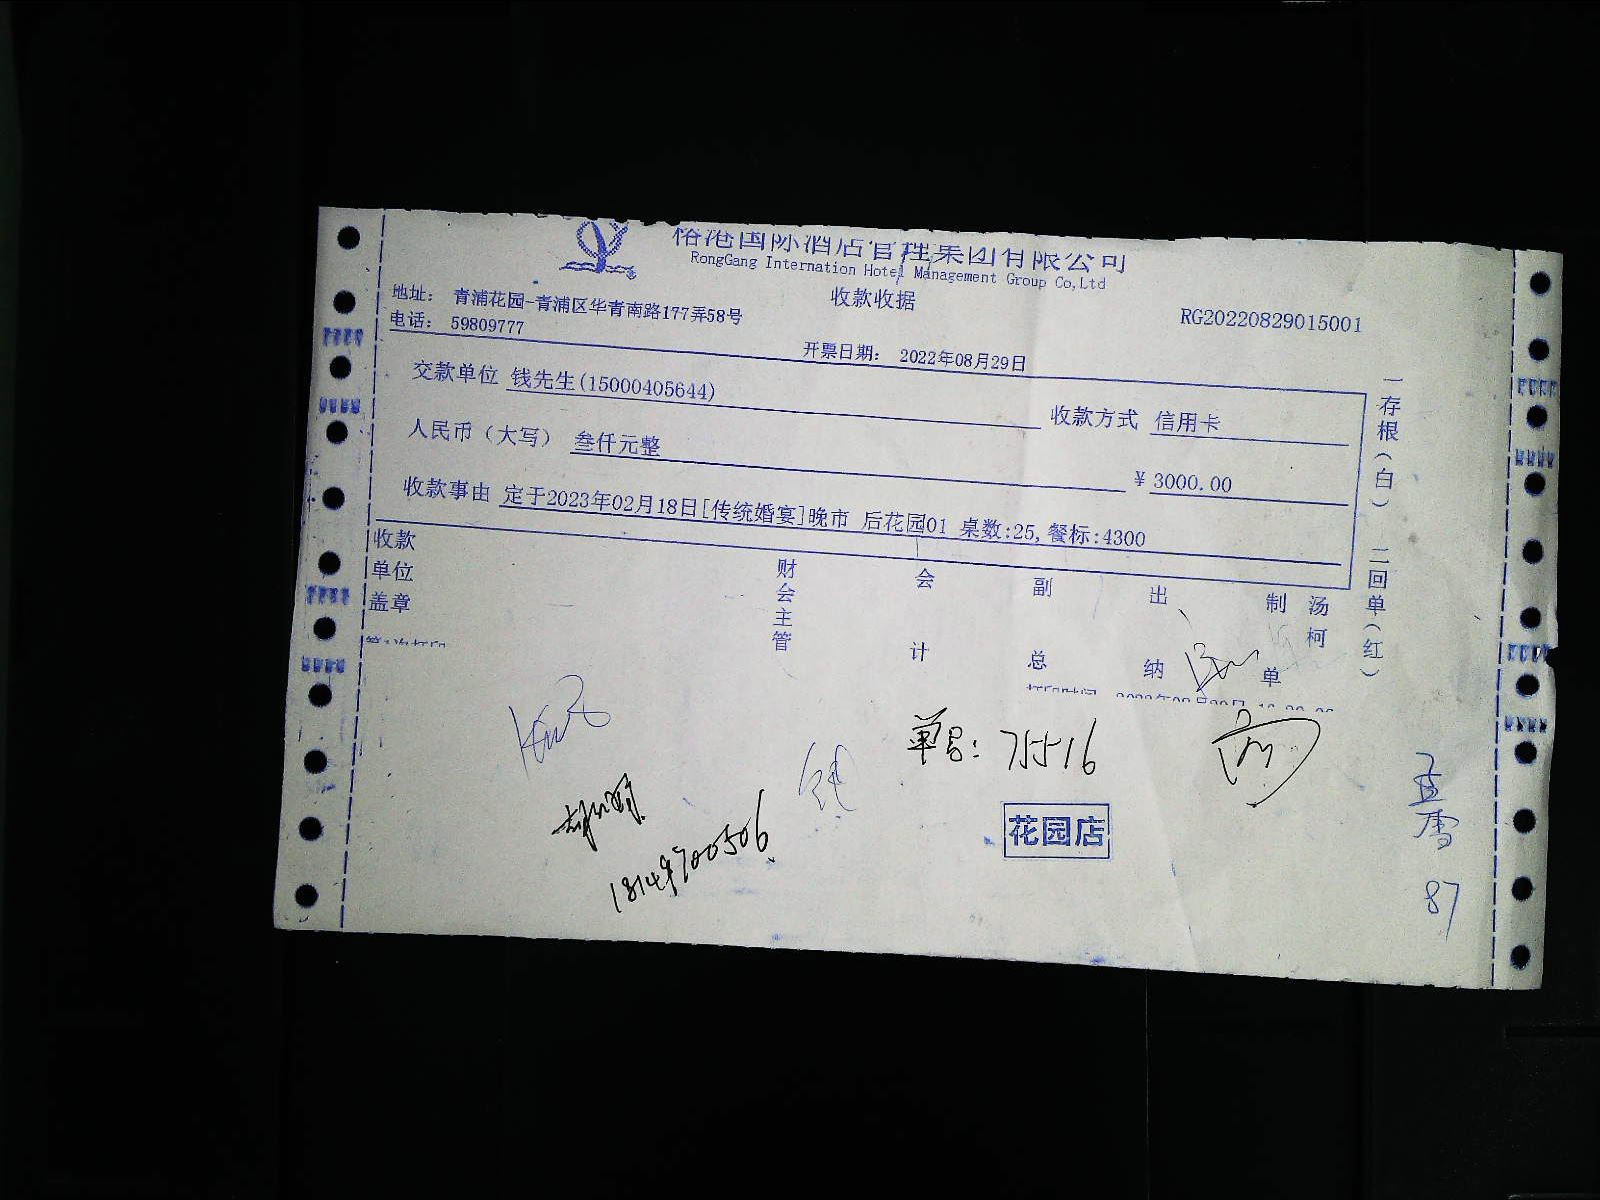 榕港国际酒店管理集团有限公司
RongGang Internation Hotel Management Group Co,Ltd
收款收据
地址： 青浦花园-青浦区华青南路177弄58号
RG20220829015001
电话： 59809777
开票日期： 2022年08月29日
交款单位 钱先生(15000405644)
收款方式 信用卡
人民币（大写） 叁仟元整
¥3000.00
收款事由 定于2023年02月18日[传统婚宴]晚市 后花园01 桌数:25,餐标:4300
收款单位盖章
财会主管
会计
副总
出纳
制单
汤柯
一存根（白） 二回单（红）
单号: 75516
花园店
87